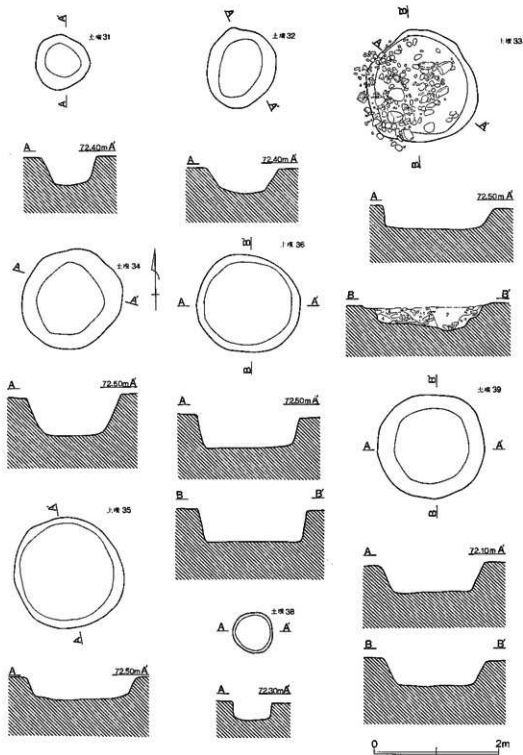 A'
土壙31
A
A 72.40m A'
A
土壙32
A'
A 72.40m A'
B'
A
土壙33
A'
B
A 72.50m A'
B B'
土壙34
A
A'
A 72.50m A'
B'
土壙36
A A'
B
A 72.50m A'
B B'
B'
土壙39
A A'
B
A 72.10m A'
B B'
A'
土壙35
A
A 72.50m A'
土壙38
A A'
A 72.30m A'
0 2m